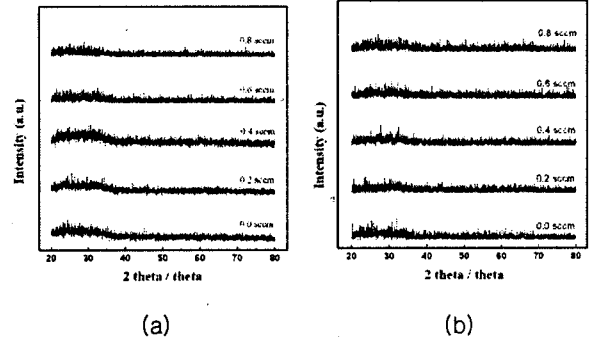 Intensity (a.u.)
0.8 sccm
0.6 sccm
0.4 sccm
0.2 sccm
0.0 sccm
20 30 40 50 60 70 80
2 theta / theta
(a)
Intensity (a.u.)
0.8 sccm
0.6 sccm
0.4 sccm
0.2 sccm
0.0 sccm
20 30 40 50 60 70 80
2 theta / theta
(b)